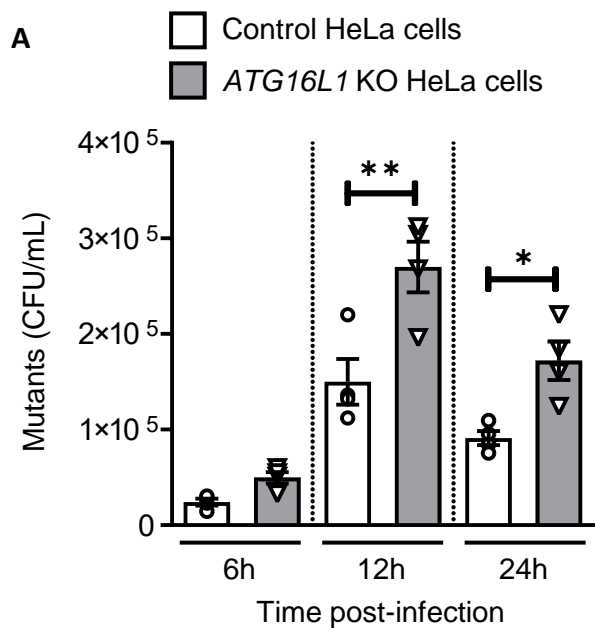 A
Control HeLa cells
ATG16L1 KO HeLa cells
Mutants (CFU/mL)
4×10 5
3×10 5
2×10 5
1×10 5
0
**
*
6h 12h 24h
Time post-infection